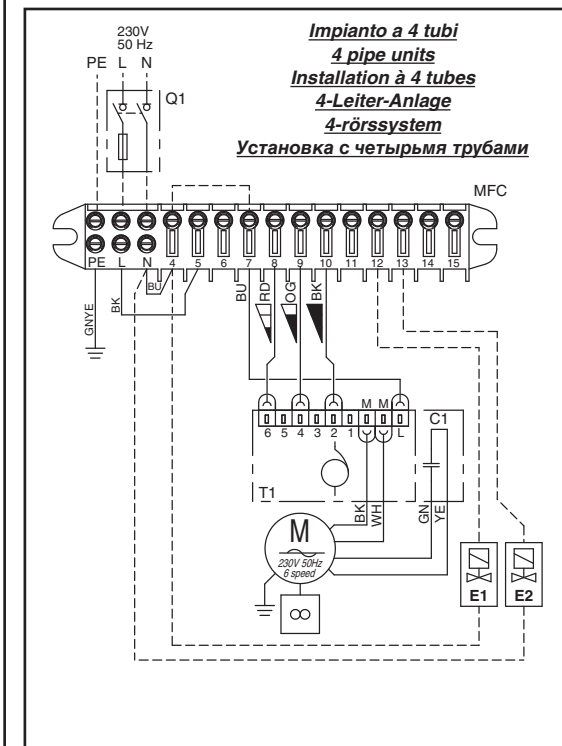 230V
50 Hz
PE L N
Q1
Impianto a 4 tubi
4 pipe units
Installation à 4 tubes
4-Leiter-Anlage
4-rörssystem
Установка с четырьмя трубами
MFC
PE L N 4 5 6 7 8 9 10 11 12 13 14 15
GNYE
BK
BU
BU
RD
OG
BK
M M
6 5 4 3 2 1 L
C1
T1
BK
WH
GN
YE
M
230V 50Hz
6 speed
E1
E2